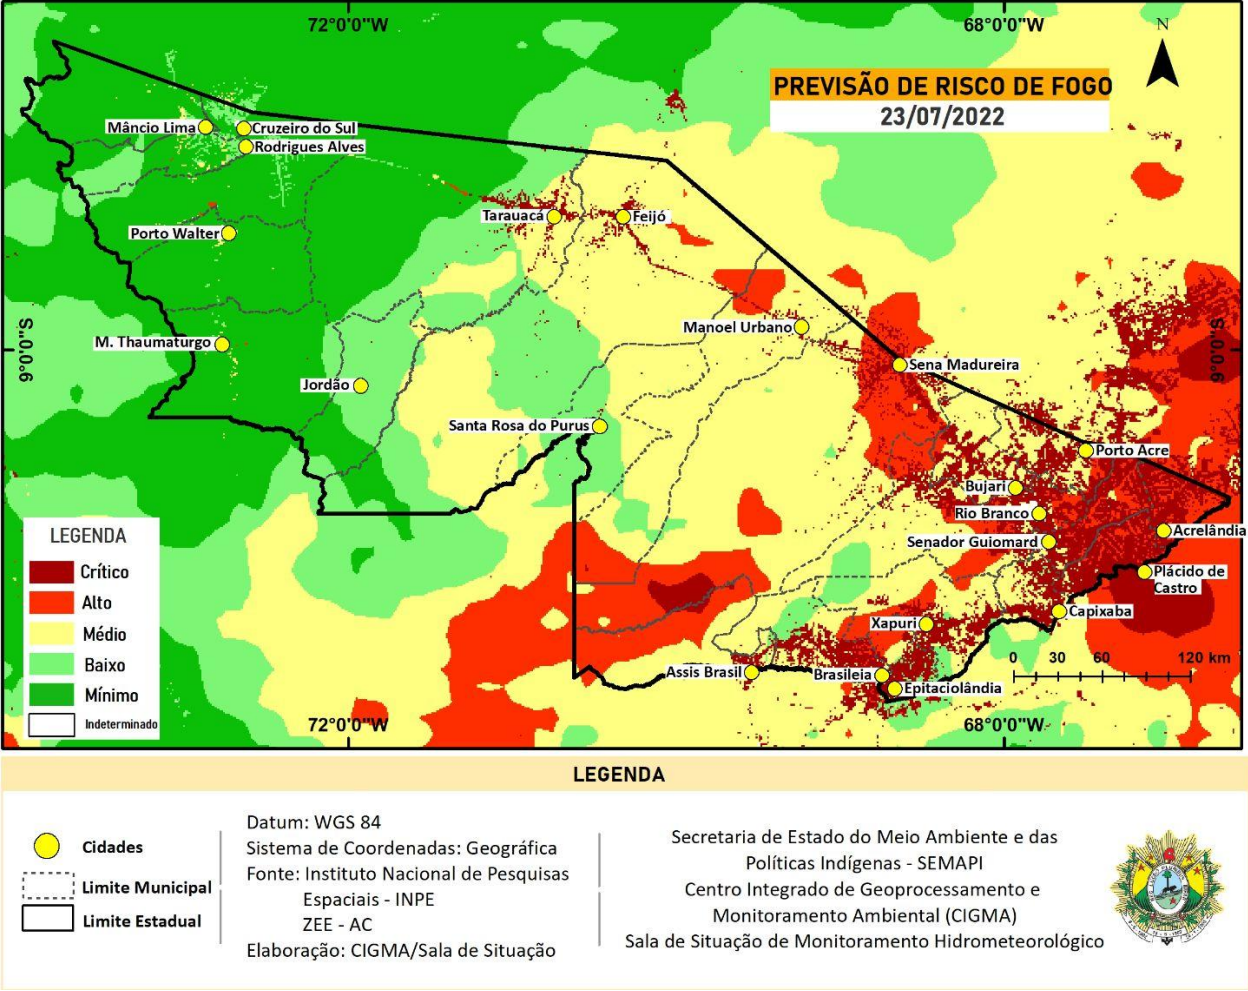 72°0'0"W
68°0'0"W
N
PREVISÃO DE RISCO DE FOGO
23/07/2022
Mâncio Lima
Cruzeiro do Sul
Rodrigues Alves
Tarauacá
Feijó
Porto Walter
Manoel Urbano
9°0'0"S
9°0'0"S
M. Thaumaturgo
Sena Madureira
Jordão
Santa Rosa do Purus
Porto Acre
Bujari
Rio Branco
Acrelândia
Senador Guiomard
Plácido de
Castro
Capixaba
Xapuri
Assis Brasil
Brasileia
Epitaciolândia
0 30 60 120 km
LEGENDA
Crítico
Alto
Médio
Baixo
Mínimo
Indeterminado
72°0'0"W
68°0'0"W
LEGENDA
Cidades
Limite Municipal
Limite Estadual
Datum: WGS 84
Sistema de Coordenadas: Geográfica
Fonte: Instituto Nacional de Pesquisas
Espaciais - INPE
ZEE - AC
Elaboração: CIGMA/Sala de Situação
Secretaria de Estado do Meio Ambiente e das
Políticas Indígenas - SEMAPI
Centro Integrado de Geoprocessamento e
Monitoramento Ambiental (CIGMA)
Sala de Situação de Monitoramento Hidrometeorológico